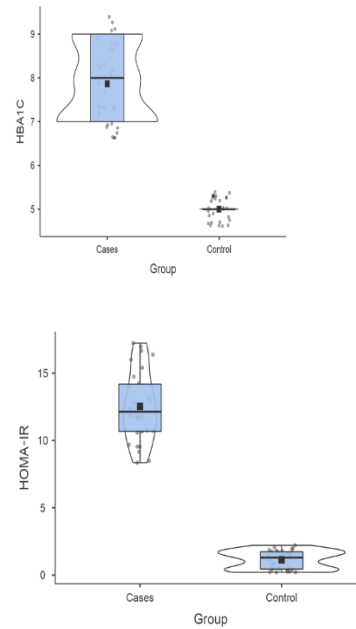 HBA1C
9
8
7
6
5
Cases Control
Group
HOMA-IR
15
10
5
0
Cases Control
Group